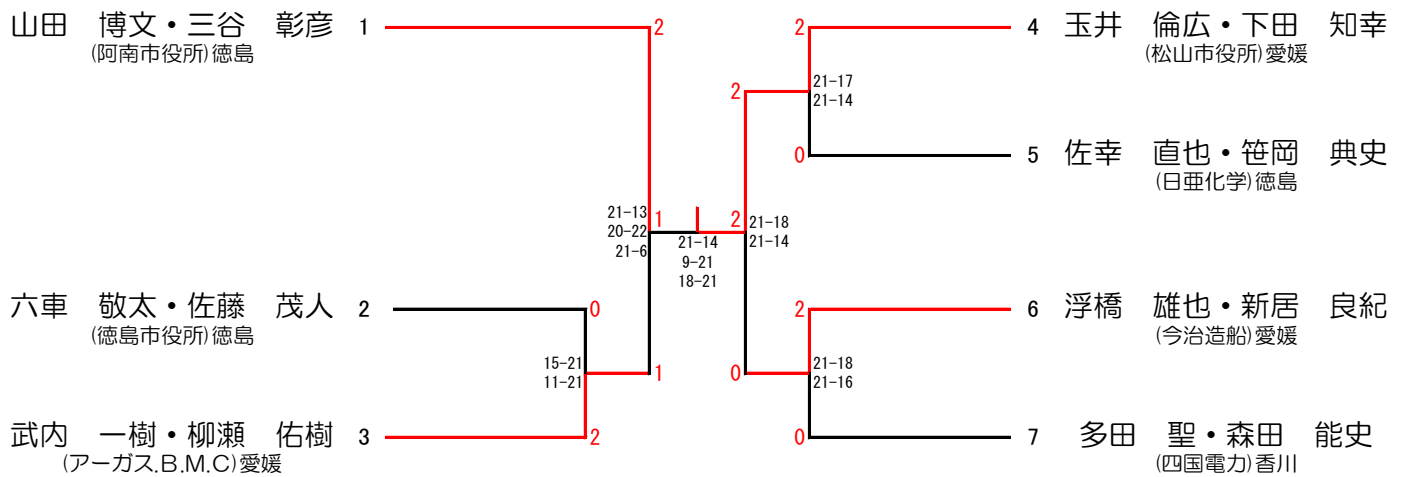 山田　博文・三谷　彰彦 1
(阿南市役所)徳島
2
2
4 玉井　倫広・下田　知幸
(松山市役所)愛媛
2
21-17
21-14
0
5 佐幸　直也・笹岡　典史
(日亜化学)徳島
21-13
20-22
21-6
1
21-14
9-21
18-21
2
21-18
21-14
六車　敬太・佐藤　茂人 2
(徳島市役所)徳島
0
2
6 浮橋　雄也・新居　良紀
(今治造船)愛媛
15-21
11-21
1
0
21-18
21-16
武内　一樹・柳瀬　佑樹 3
(アーガス.B.M.C)愛媛
2
0
7 多田　聖・森田　能史
(四国電力)香川